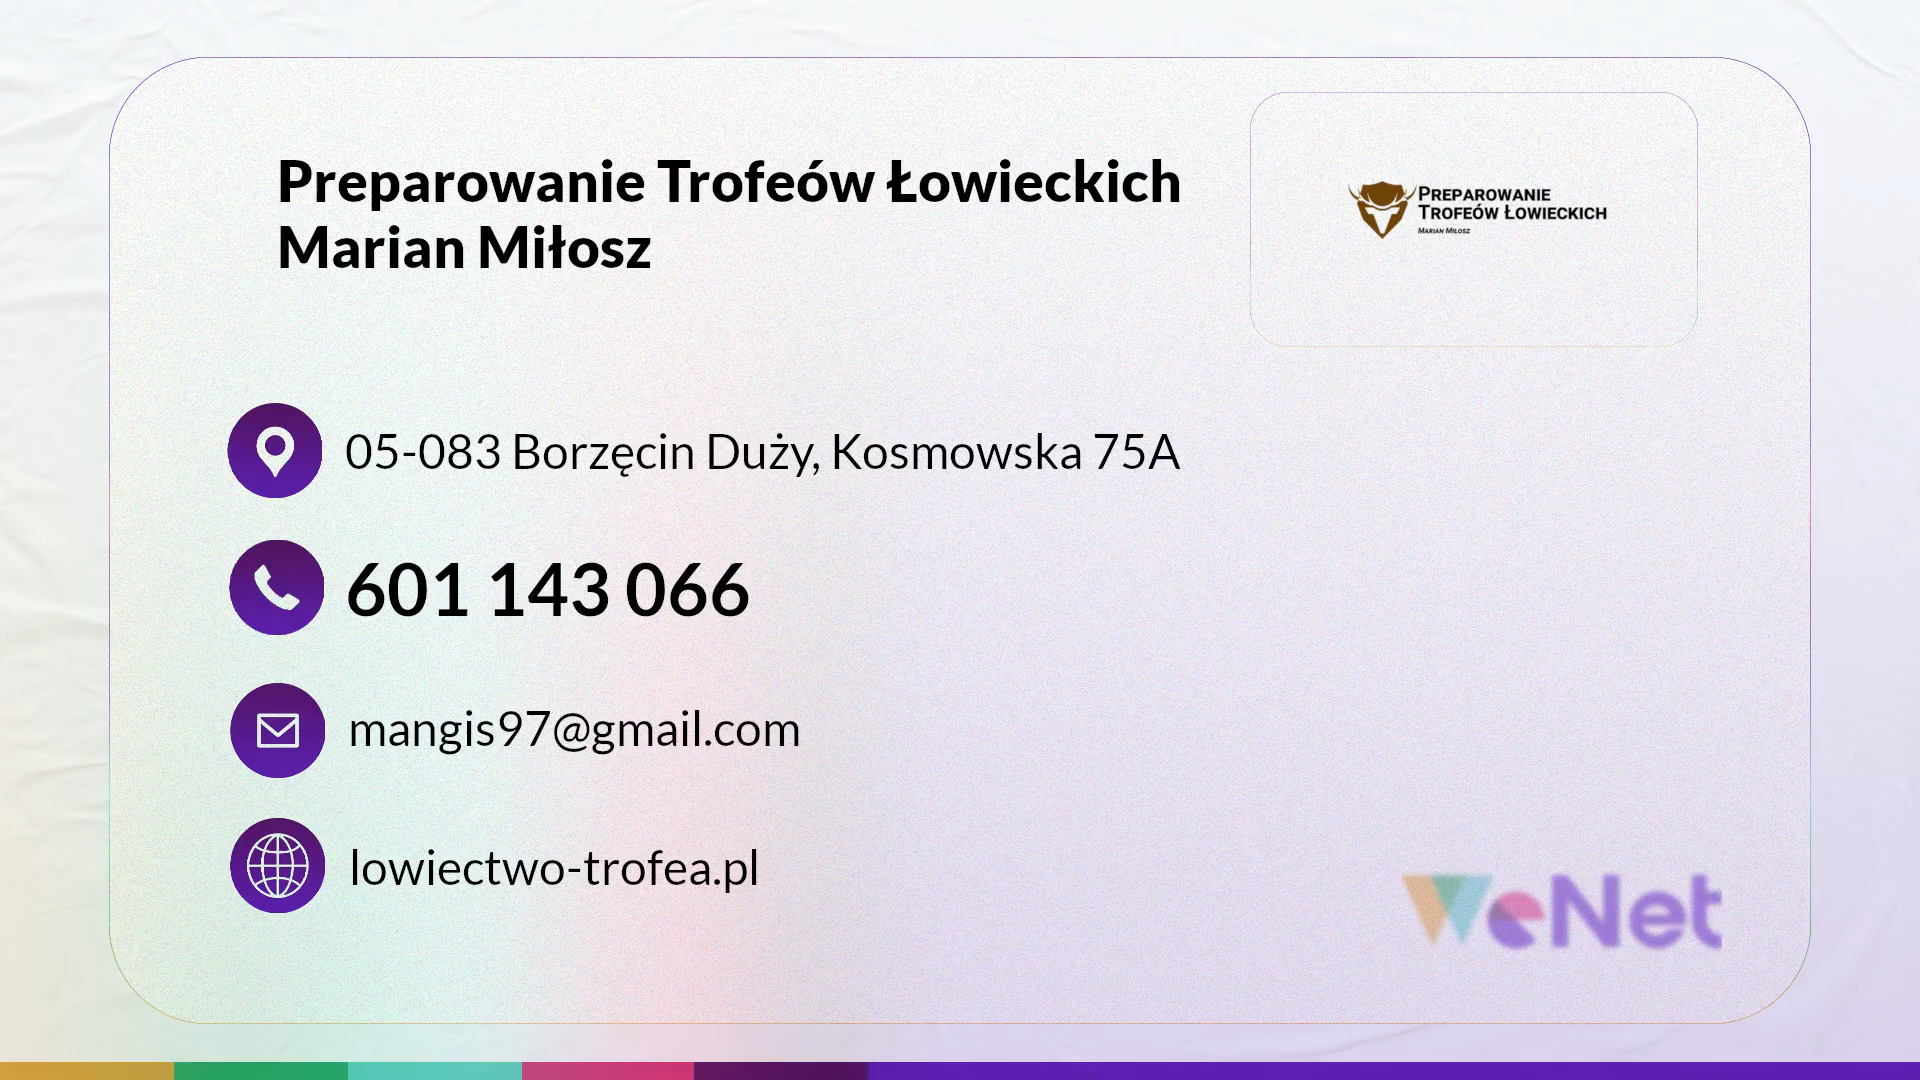 Preparowanie Trofeów Łowieckich
Marian Miłosz
Preparowanie
Trofeów Łowieckich
Marian Miłosz
05-083 Borzęcin Duży, Kosmowska 75A
601 143 066
mangis97@gmail.com
lowiectwo-trofea.pl
WeNet